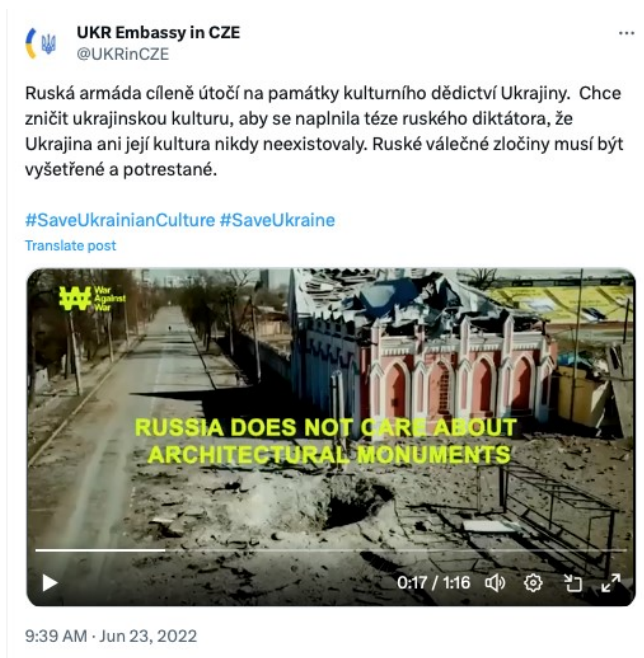 UKR Embassy in CZE
@UKRinCZE
Ruská armáda cíleně útočí na památky kulturního dědictví Ukrajiny.  Chce
zničit ukrajinskou kulturu, aby se naplnila téze ruského diktátora, že
Ukrajina ani její kultura nikdy neexistovaly. Ruské válečné zločiny musí být
vyšetřené a potrestané.
#SaveUkrainianCulture #SaveUkraine
Translate post
War
Against
War
RUSSIA DOES NOT CARE ABOUT
ARCHITECTURAL MONUMENTS
0:17 / 1:16
9:39 AM · Jun 23, 2022